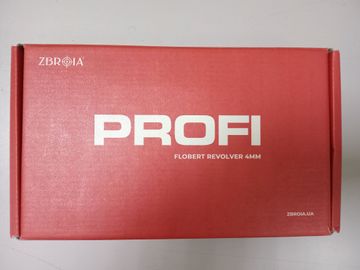 ZBROIA
PROFI
FLOBERT REVOLVER 4MM
ZBROIA.UA